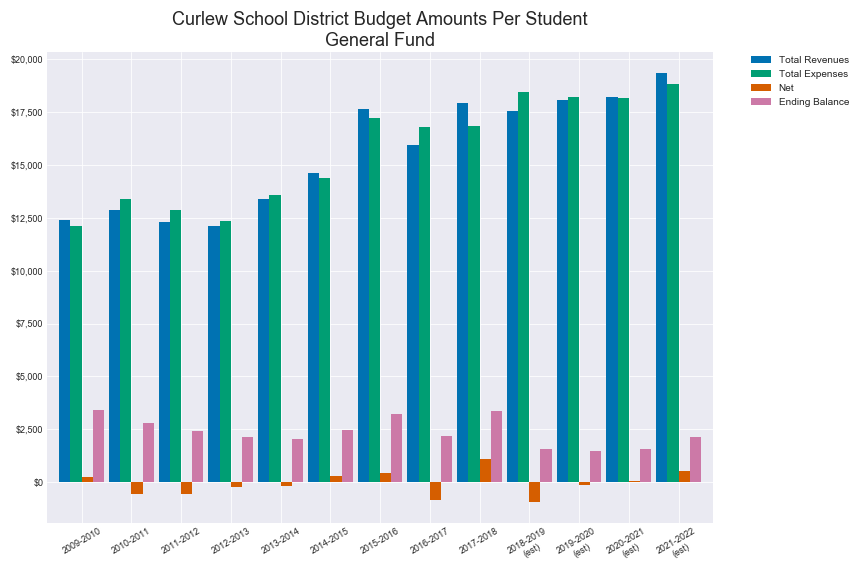 Curlew School District Budget Amounts Per Student
General Fund
Total Revenues
Total Expenses
Net
Ending Balance
$20,000
$17,500
$15,000
$12,500
$10,000
$7,500
$5,000
$2,500
$0
2009-2010
2010-2011
2011-2012
2012-2013
2013-2014
2014-2015
2015-2016
2016-2017
2017-2018
2018-2019
(est)
2019-2020
(est)
2020-2021
(est)
2021-2022
(est)